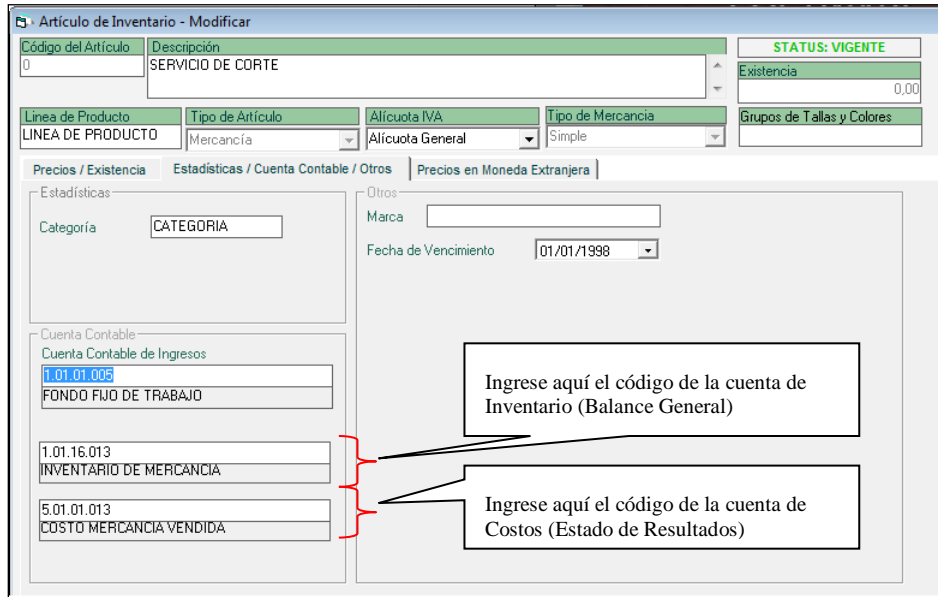 Artículo de Inventario - Modificar
Código del Artículo
Descripción
STATUS: VIGENTE
0
SERVICIO DE CORTE
Existencia
0,00
Linea de Producto
Tipo de Artículo
Alícuota IVA
Tipo de Mercancia
Grupos de Tallas y Colores
LINEA DE PRODUCTO
Mercancía
Alícuota General
Simple
Precios / Existencia
Estadísticas / Cuenta Contable / Otros
Precios en Moneda Extranjera
Estadísticas
Categoría
CATEGORIA
Otros
Marca
Fecha de Vencimiento
01/01/1998
Cuenta Contable
Cuenta Contable de Ingresos
1.01.01.005
FONDO FIJO DE TRABAJO
1.01.16.013
INVENTARIO DE MERCANCIA
5.01.01.013
COSTO MERCANCIA VENDIDA
Ingrese aquí el código de la cuenta de
Inventario (Balance General)
Ingrese aquí el código de la cuenta de
Costos (Estado de Resultados)